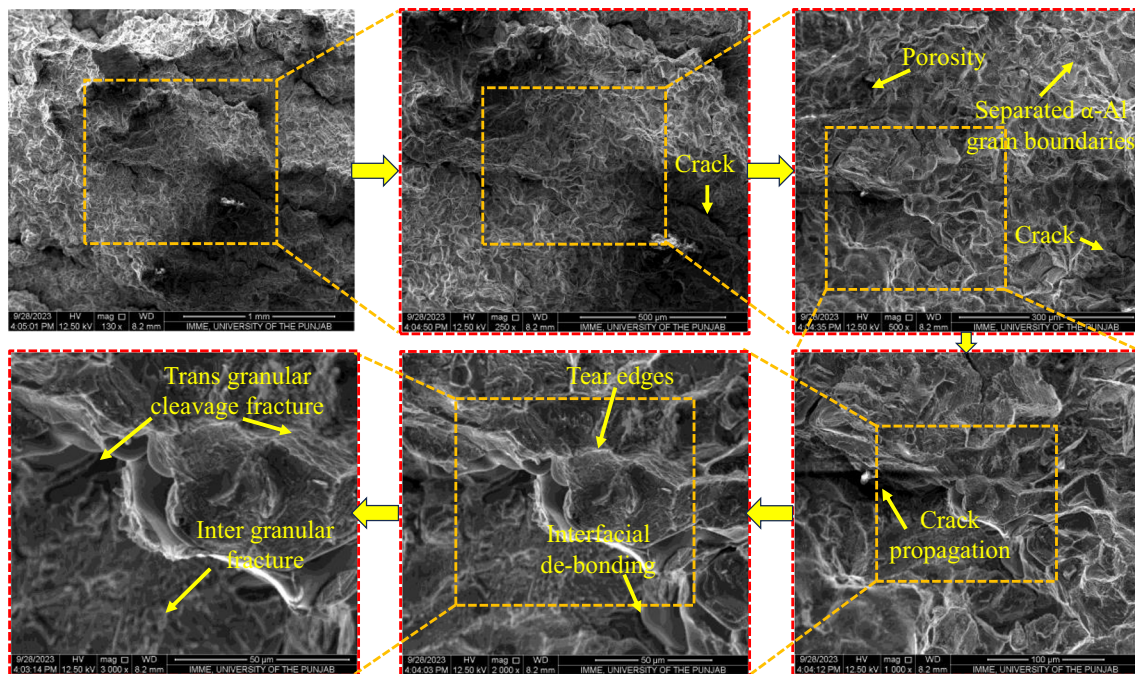 9/28/2023 HV mag □ WD 1 mm
4:05:01 PM 12.50 kV 130 x 8.2 mm IMME, UNIVERSITY OF THE PUNJAB
Crack
9/28/2023 HV mag □ WD 500 µm
4:04:50 PM 12.50 kV 250 x 8.2 mm IMME, UNIVERSITY OF THE PUNJAB
Porosity
Separated α-Al
grain boundaries
Crack
9/28/2023 HV mag □ WD 300 µm
4:04:35 PM 12.50 kV 500 x 8.2 mm IMME, UNIVERSITY OF THE PUNJAB
Trans granular
cleavage fracture
Inter granular
fracture
9/28/2023 HV mag □ WD 50 µm
4:03:14 PM 12.50 kV 3 000 x 8.2 mm IMME, UNIVERSITY OF THE PUNJAB
Tear edges
Interfacial
de-bonding
9/28/2023 HV mag □ WD 50 µm
4:04:03 PM 12.50 kV 2 000 x 8.2 mm IMME, UNIVERSITY OF THE PUNJAB
Crack
propagation
9/28/2023 HV mag □ WD 100 µm
4:04:12 PM 12.50 kV 1 000 x 8.2 mm IMME, UNIVERSITY OF THE PUNJAB